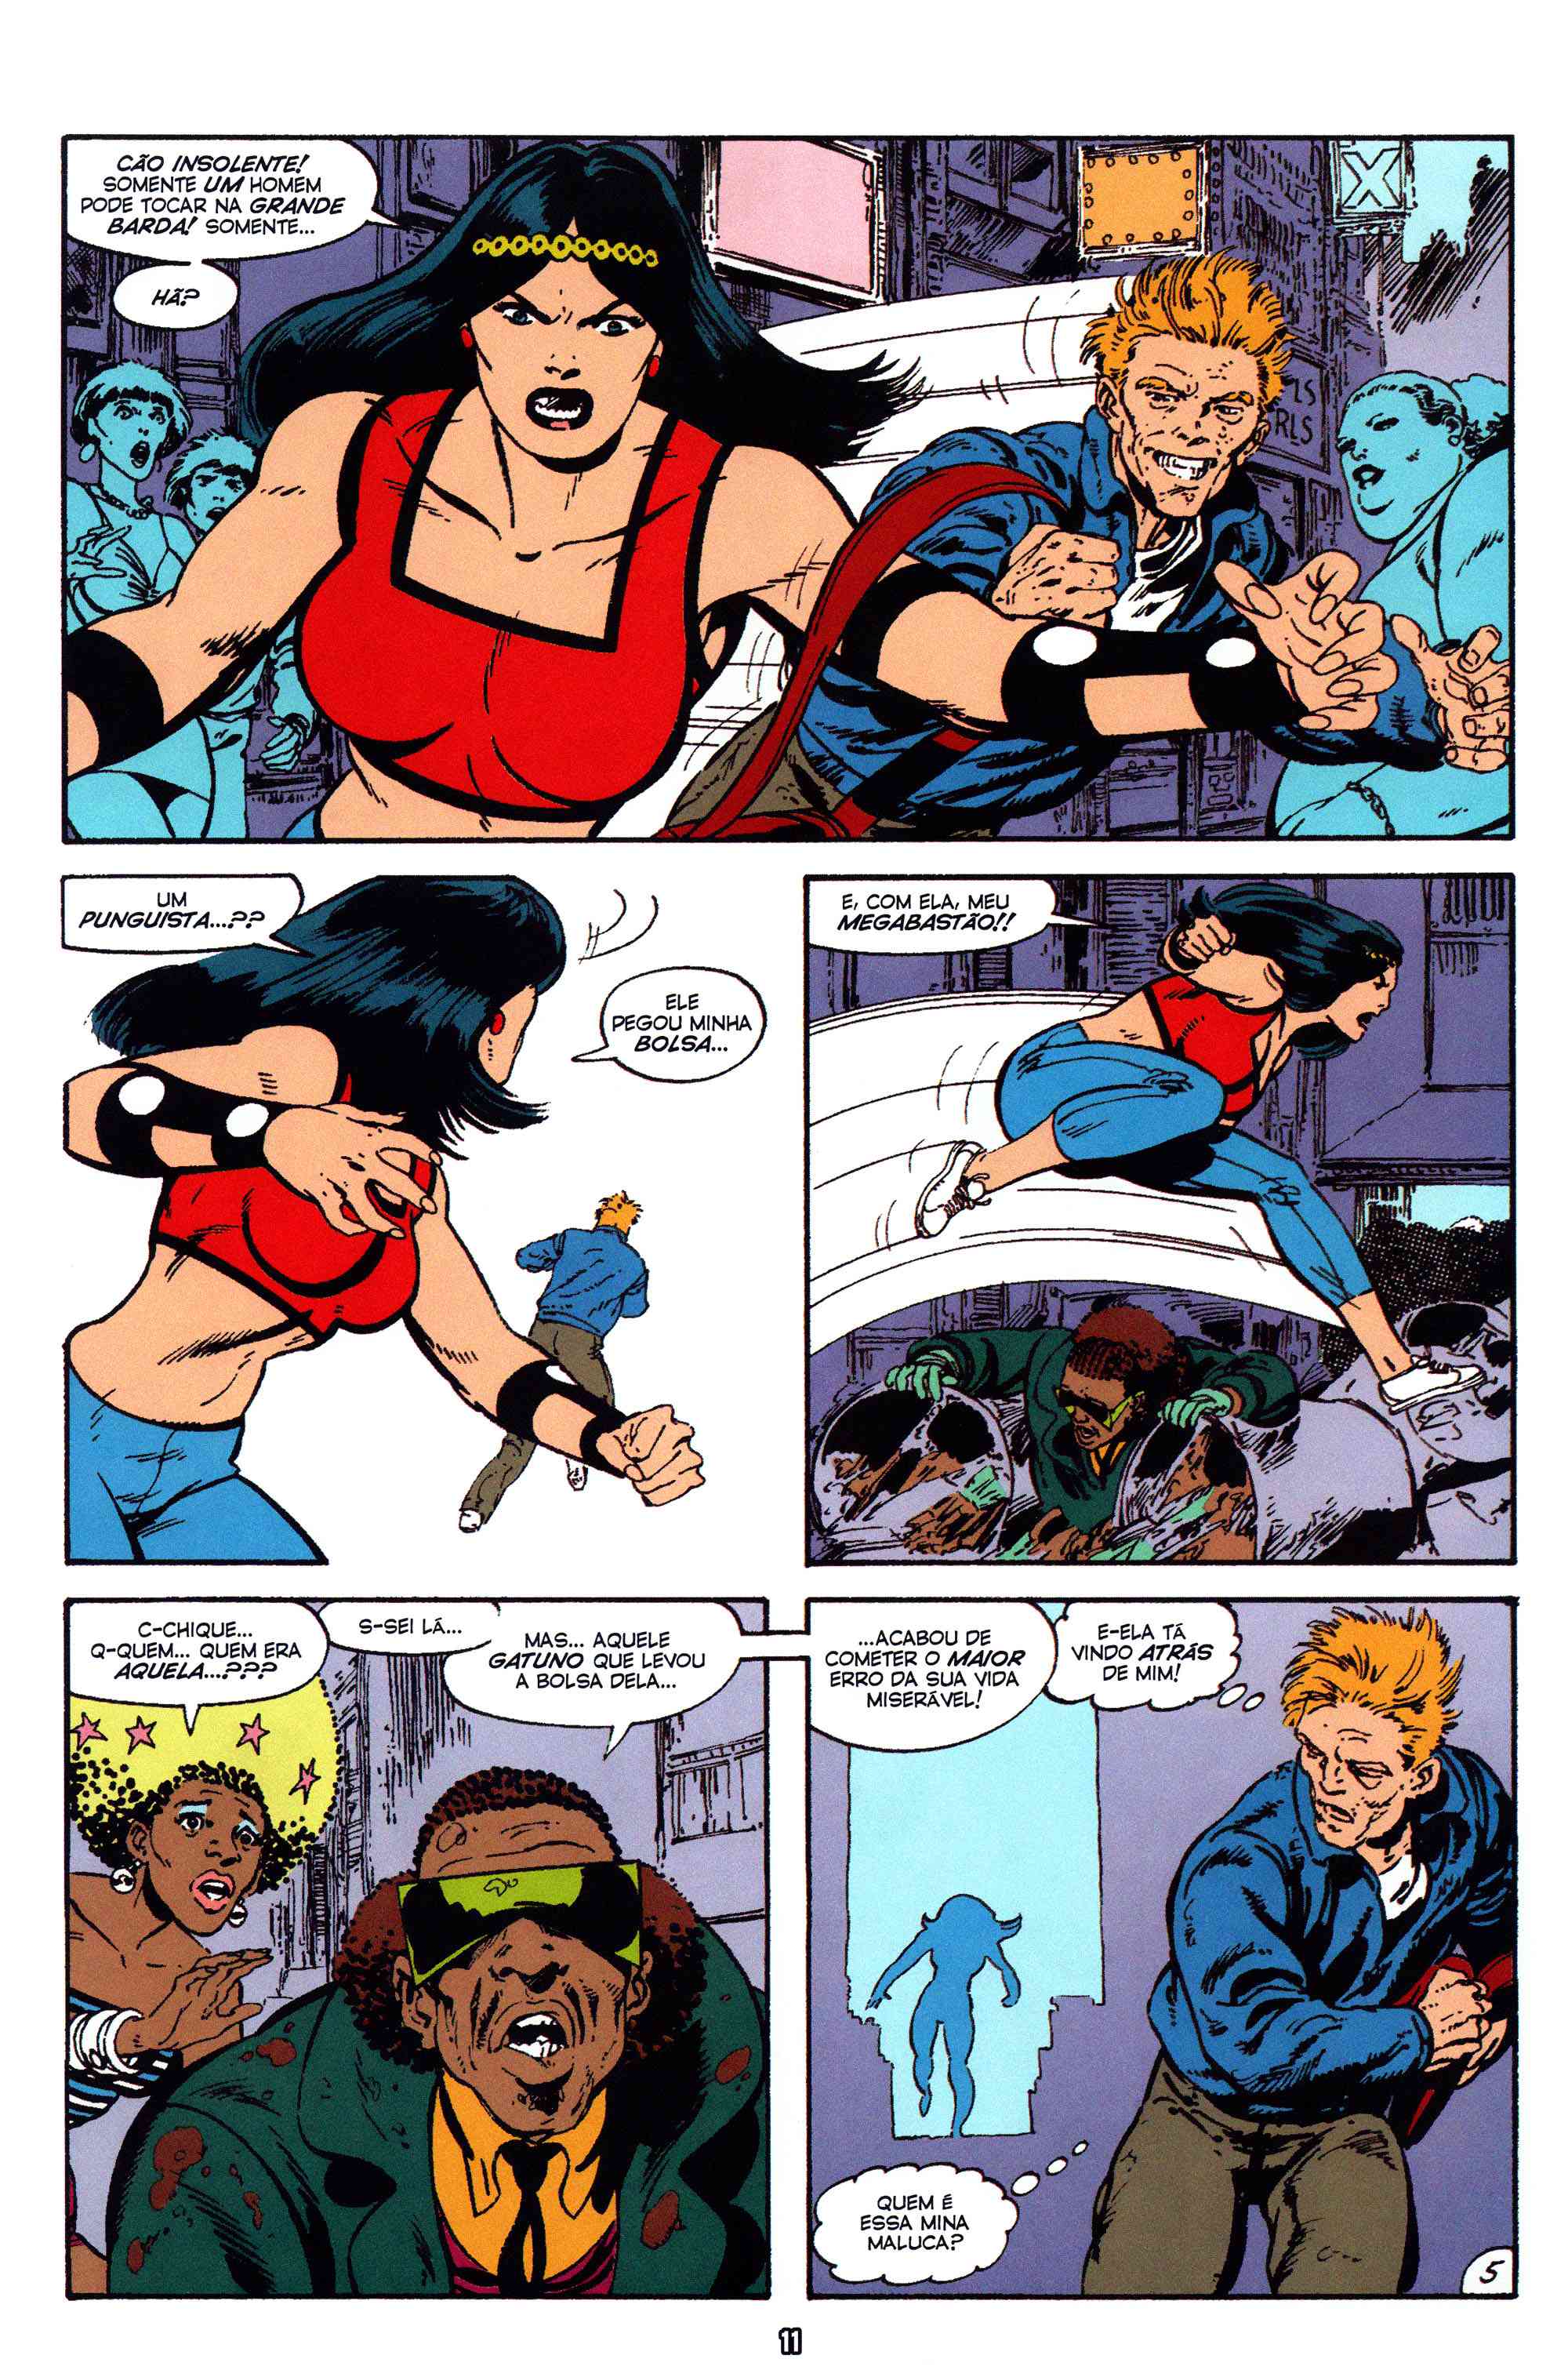 CÃO INSOLENTE!
SOMENTE UM HOMEM
PODE TOCAR NA GRANDE
BARDA! SOMENTE...
HÃ?
X
LS
RLS
UM
PUNGUISTA...??
ELE
PEGOU MINHA
BOLSA...
E, COM ELA, MEU
MEGABASTÃO!!
C-CHIQUE...
Q-QUEM... QUEM ERA
AQUELA...???
S-SEI LÁ...
MAS... AQUELE
GATUNO QUE LEVOU
A BOLSA DELA...
...ACABOU DE
COMETER O MAIOR
ERRO DA SUA VIDA
MISERÁVEL!
E-ELA TÁ
VINDO ATRÁS
DE MIM!
QUEM É
ESSA MINA
MALUCA?
5
11